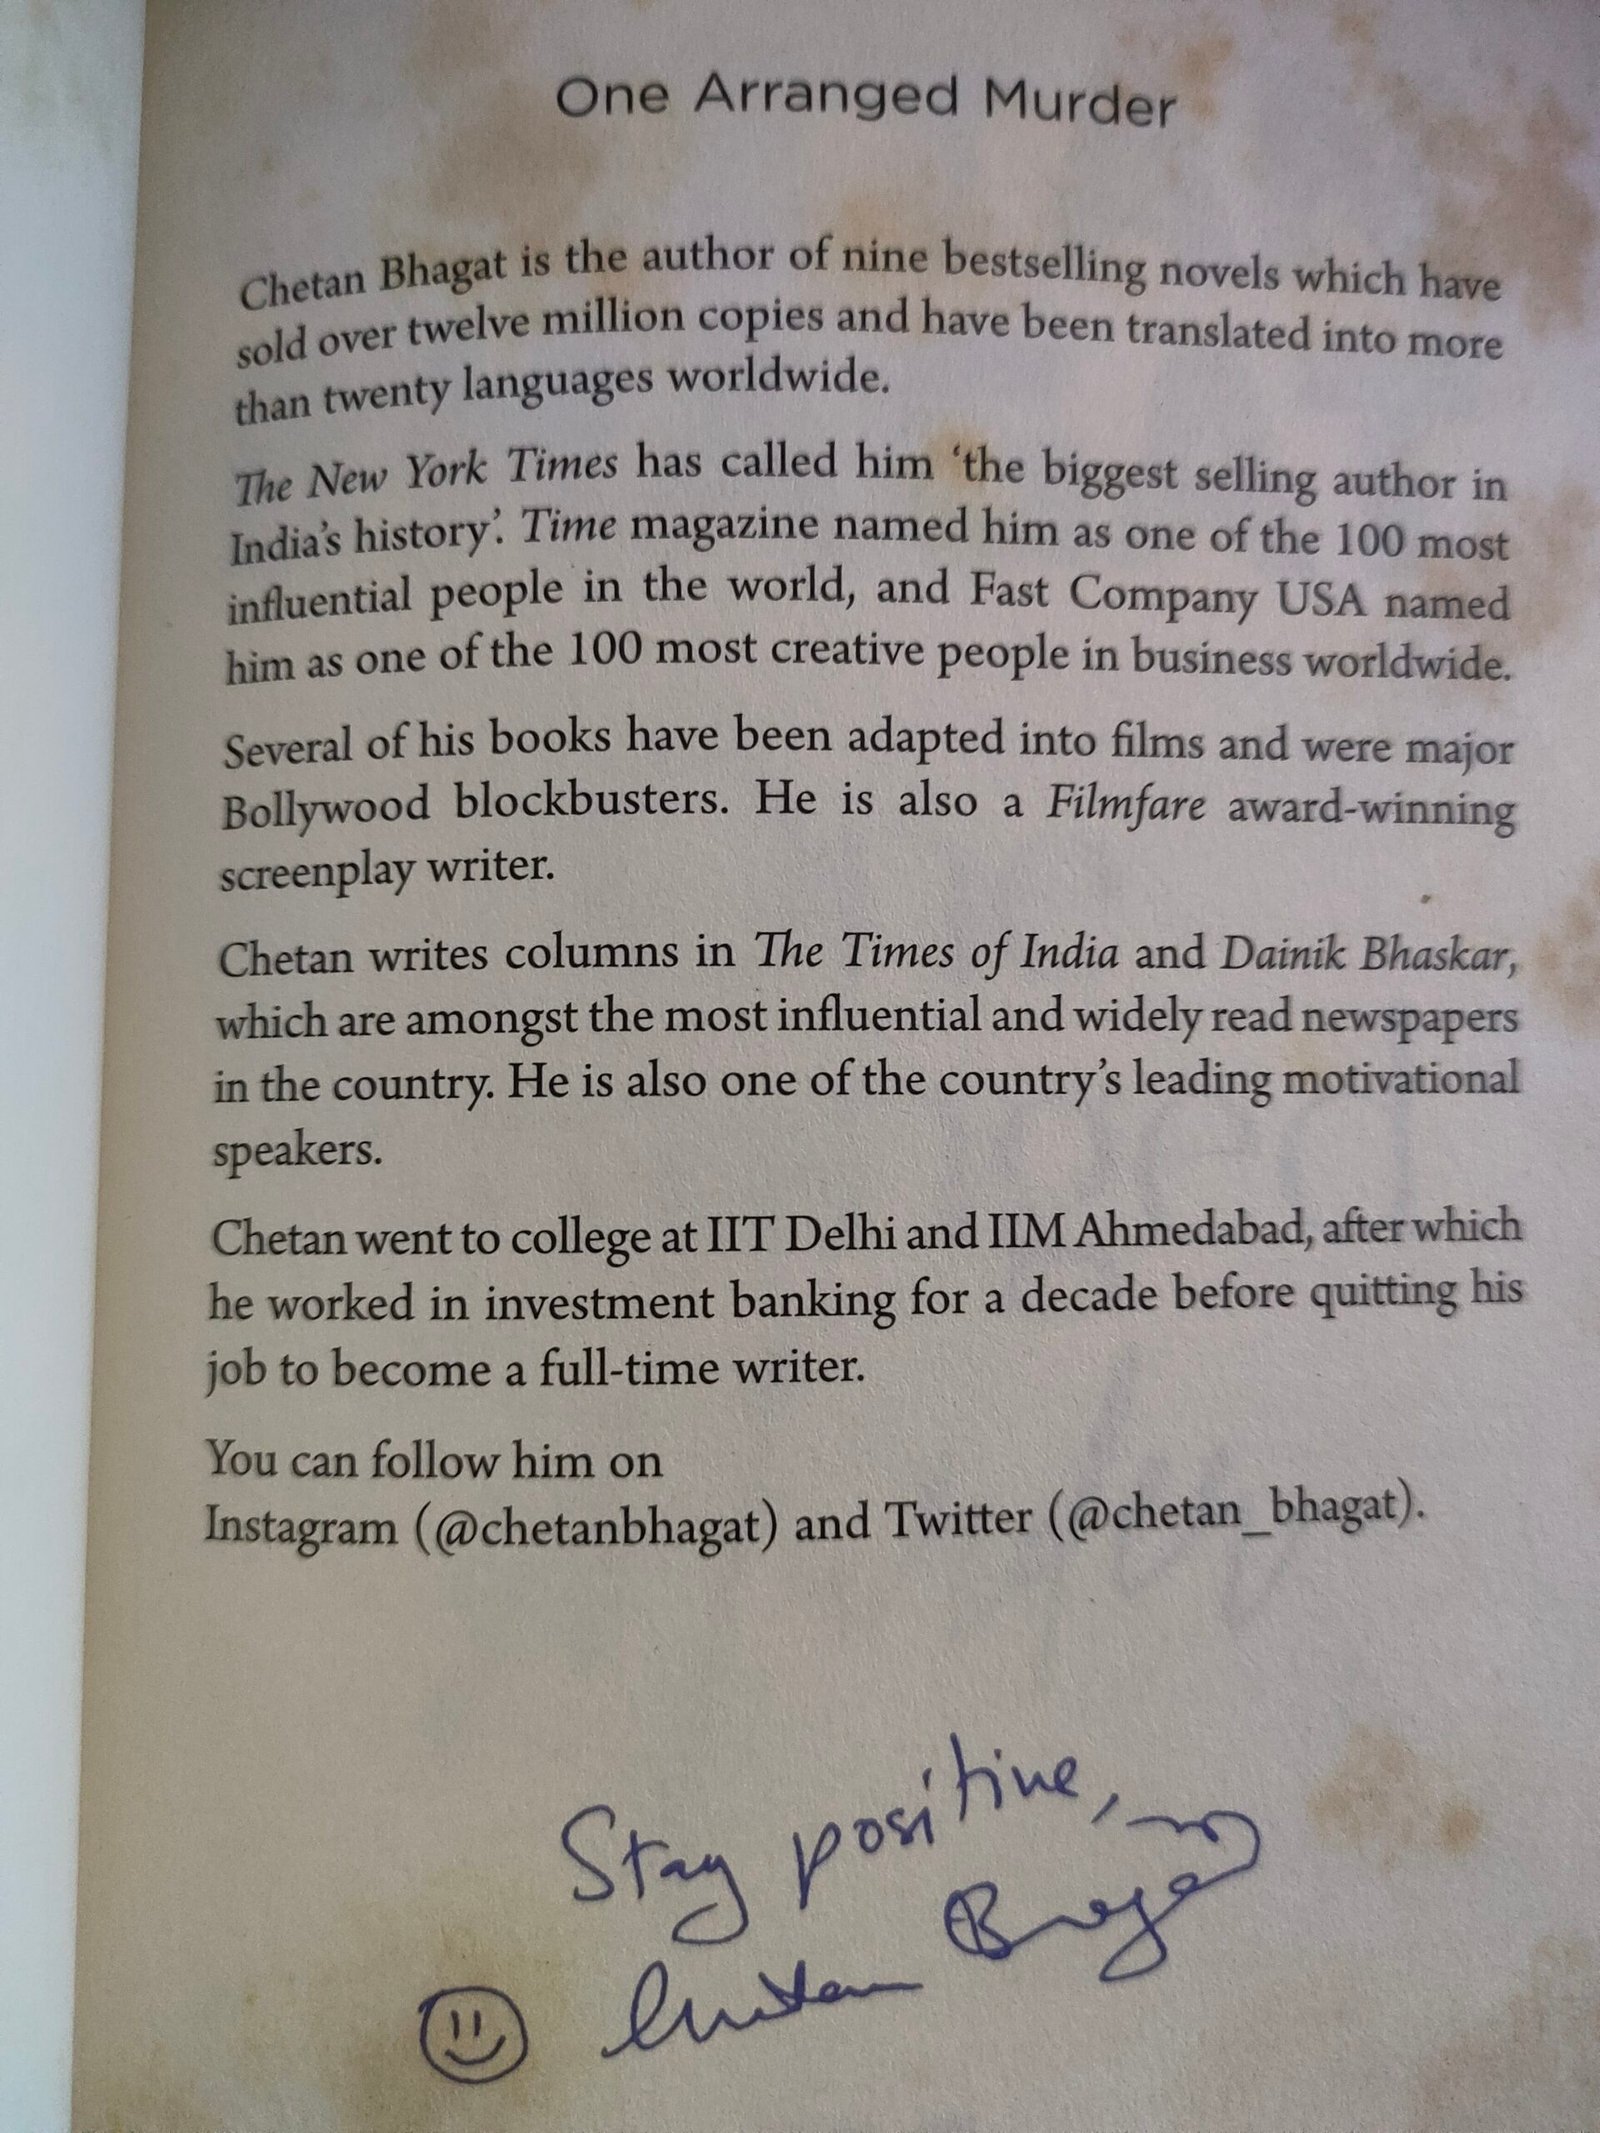 One Arranged Murder
Chetan Bhagat is the author of nine bestselling novels which have
sold over twelve million copies and have been translated into more
than twenty languages worldwide.
The New York Times has called him ‘the biggest selling author in
India’s history’. Time magazine named him as one of the 100 most
influential people in the world, and Fast Company USA named
him as one of the 100 most creative people in business worldwide.
Several of his books have been adapted into films and were major
Bollywood blockbusters. He is also a Filmfare award-winning
screenplay writer.
Chetan writes columns in The Times of India and Dainik Bhaskar,
which are amongst the most influential and widely read newspapers
in the country. He is also one of the country’s leading motivational
speakers.
Chetan went to college at IIT Delhi and IIM Ahmedabad, after which
he worked in investment banking for a decade before quitting his
job to become a full-time writer.
You can follow him on
Instagram (@chetanbhagat) and Twitter (@chetan_bhagat).
Stay positive,
Chetan Bhagat